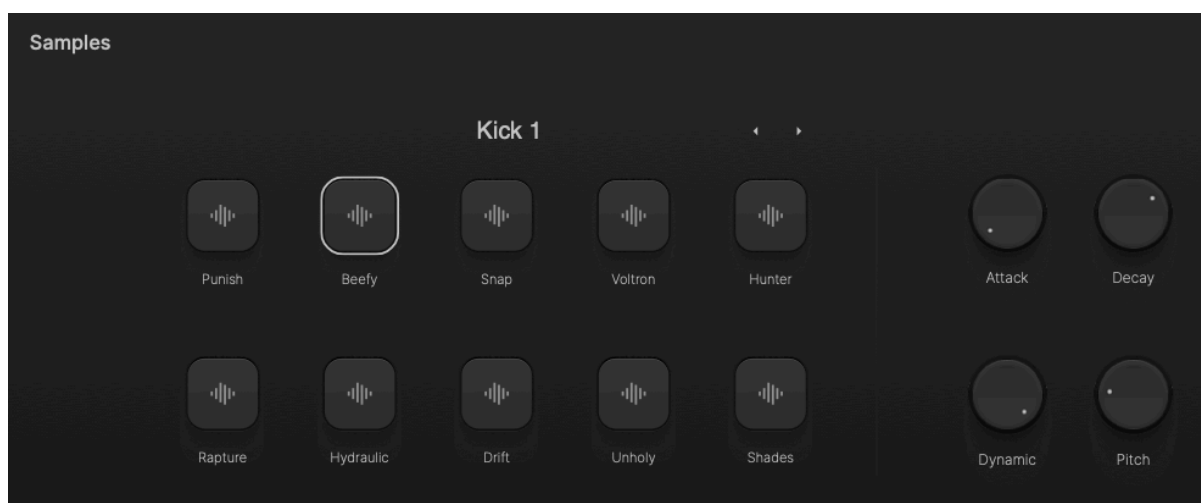 Samples
Kick 1
Punish Beefy Snap Voltron Hunter Attack Decay
Rapture Hydraulic Drift Unholy Shades Dynamic Pitch